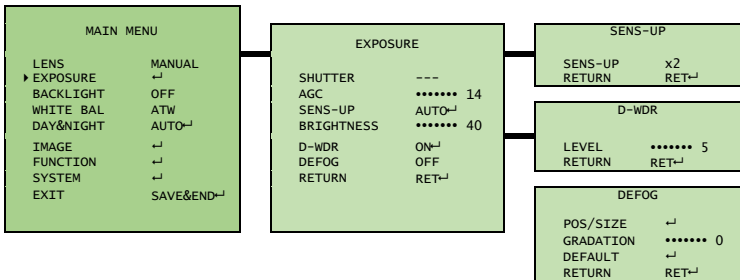 MAIN MENU
LENS MANUAL
EXPOSURE ↵
BACKLIGHT OFF
WHITE BAL ATW
DAY&NIGHT AUTO↵
IMAGE ↵
FUNCTION ↵
SYSTEM ↵
EXIT SAVE&END↵
EXPOSURE
SHUTTER ---
AGC ••••••• 14
SENS-UP AUTO↵
BRIGHTNESS ••••••• 40
D-WDR ON↵
DEFOG OFF
RETURN RET↵
SENS-UP
SENS-UP x2
RETURN RET↵
D-WDR
LEVEL ••••••• 5
RETURN RET↵
DEFOG
POS/SIZE ↵
GRADATION ••••••• 0
DEFAULT ↵
RETURN RET↵